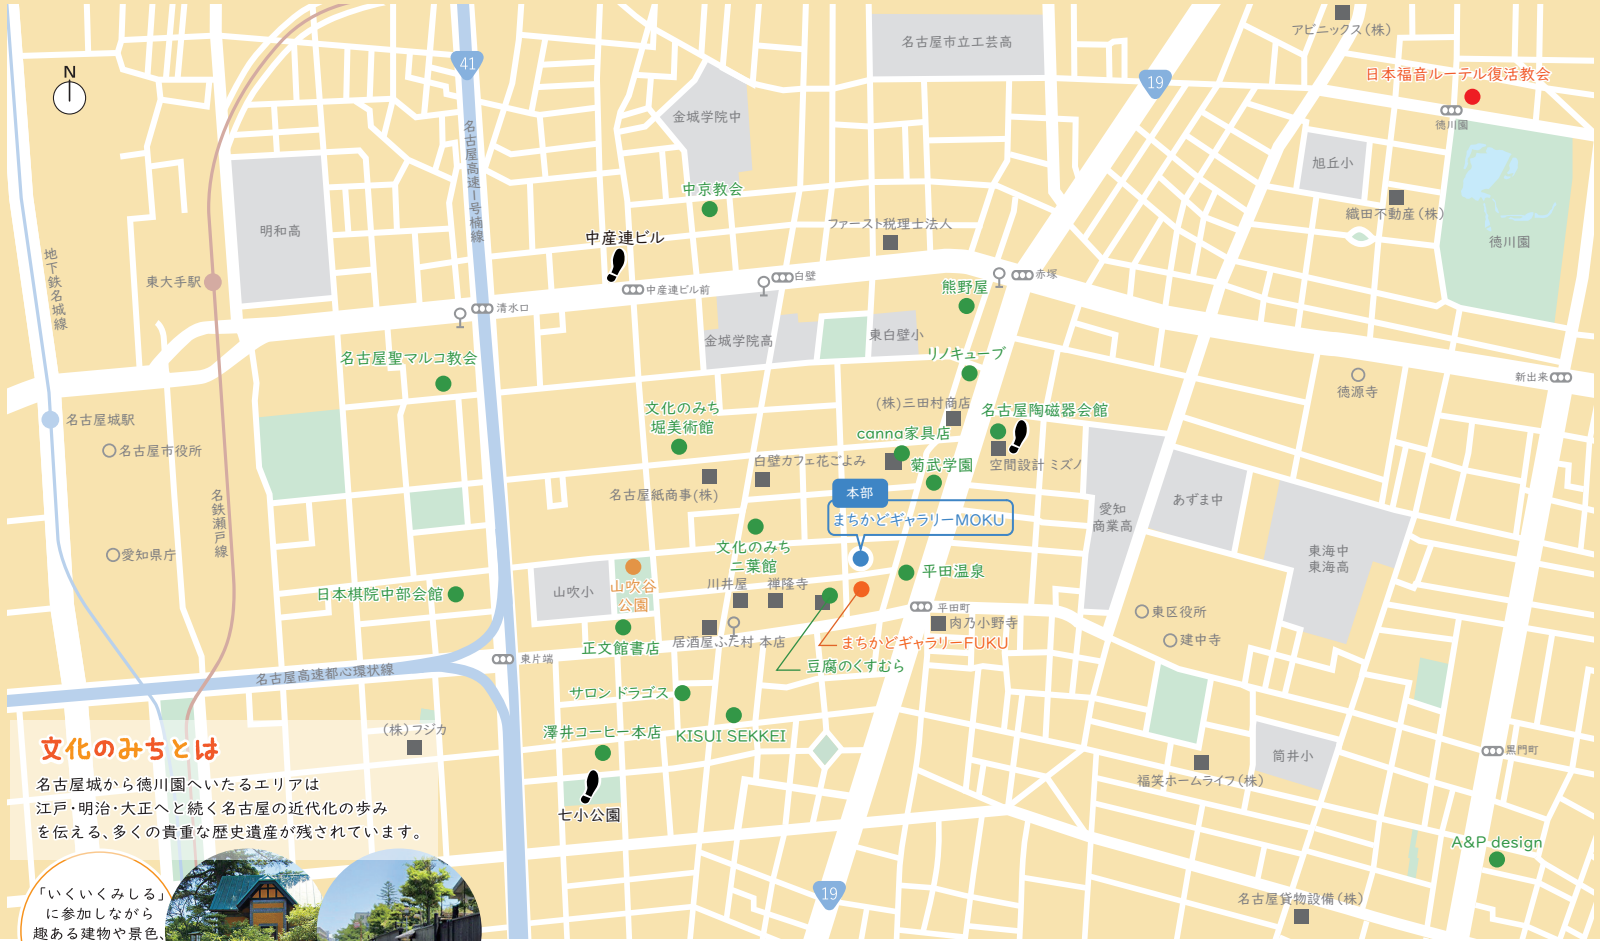 名古屋市立工芸高
アビニックス（株）
N
41
19
日本福音ルーテル復活教会
徳川園
金城学院中
名古屋高速1号楠線
旭丘小
中京教会
織田不動産（株）
ファースト税理士法人
明和高
中産連ビル
徳川園
地下鉄名城線
東大手駅
白壁
赤塚
中産連ビル前
熊野屋
清水口
金城学院高
東白壁小
名古屋聖マルコ教会
リノキューブ
新出来
徳源寺
(株)三田村商店
文化のみち
堀美術館
名古屋陶磁器会館
名古屋城駅
canna家具店
名古屋市役所
白壁カフェ花ごよみ
菊武学園
空間設計 ミズノ
名古屋紙商事(株)
本部
あずま中
名鉄瀬戸線
まちかどギャラリーMOKU
愛知
商業高
文化のみち
二葉館
東海中
東海高
愛知県庁
平田温泉
川井屋
禅隆寺
山吹小
山吹谷
公園
日本棋院中部会館
平田町
東区役所
肉乃小野寺
正文館書店
居酒屋ふた村 本店
まちかどギャラリーFUKU
建中寺
東片端
豆腐のくすむら
名古屋高速都心環状線
サロン ドラゴス
（株）フジカ
澤井コーヒー本店
KISUI SEKKEI
文化のみちとは
黒門町
筒井小
福笑ホームライフ（株）
名古屋城から徳川園へいたるエリアは
江戸・明治・大正へと続く名古屋の近代化の歩み
を伝える、多くの貴重な歴史遺産が残されています。
七小公園
A&P design
19
名古屋貨物設備（株）
「いくいくみしる」
に参加しながら
趣ある建物や景色、